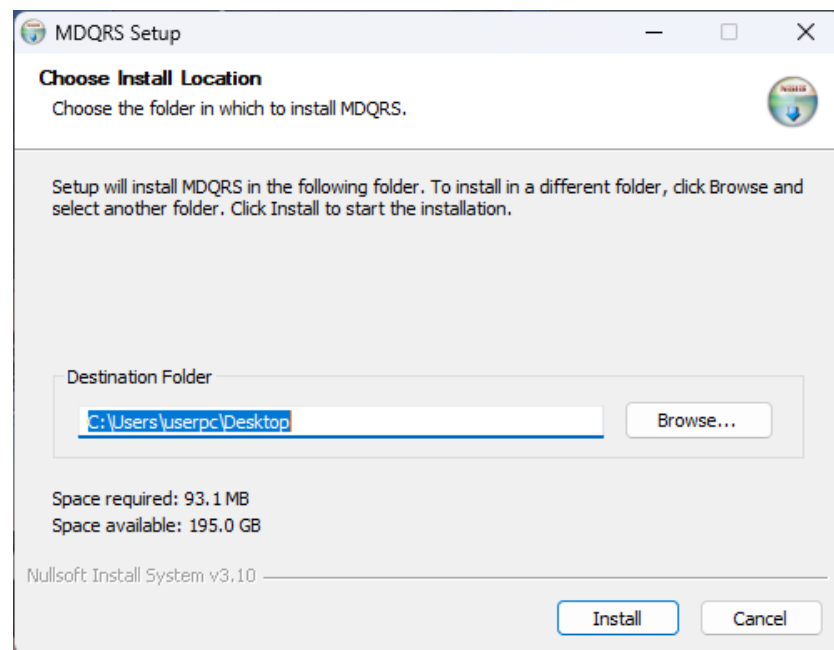 MDQRS Setup
Choose Install Location
Choose the folder in which to install MDQRS.
Setup will install MDQRS in the following folder. To install in a different folder, click Browse and
select another folder. Click Install to start the installation.
Destination Folder
C:\Users\userpc\Desktop
Browse...
Space required: 93.1 MB
Space available: 195.0 GB
Nullsoft Install System v3.10
Install
Cancel